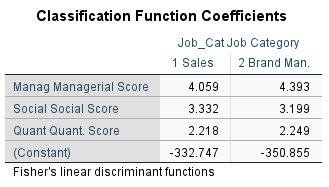 Classification Function Coefficients
Job_Cat Job Category
1 Sales 2 Brand Man.
Manag Managerial Score 4.059 4.393
Social Social Score 3.332 3.199
Quant Quant. Score 2.218 2.249
(Constant) -332.747 -350.855
Fisher's linear discriminant functions